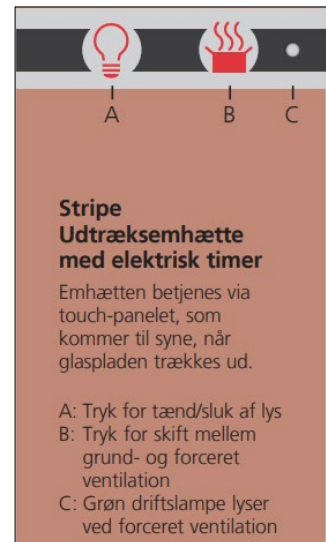 A B C
Stripe
Udtræksemhætte
med elektrisk timer
Emhætten betjenes via
touch-panelet, som
kommer til syne, når
glaspladen trækkes ud.
A: Tryk for tænd/sluk af lys
B: Tryk for skift mellem
grund- og forceret
ventilation
C: Grøn driftslampe lyser
ved forceret ventilation